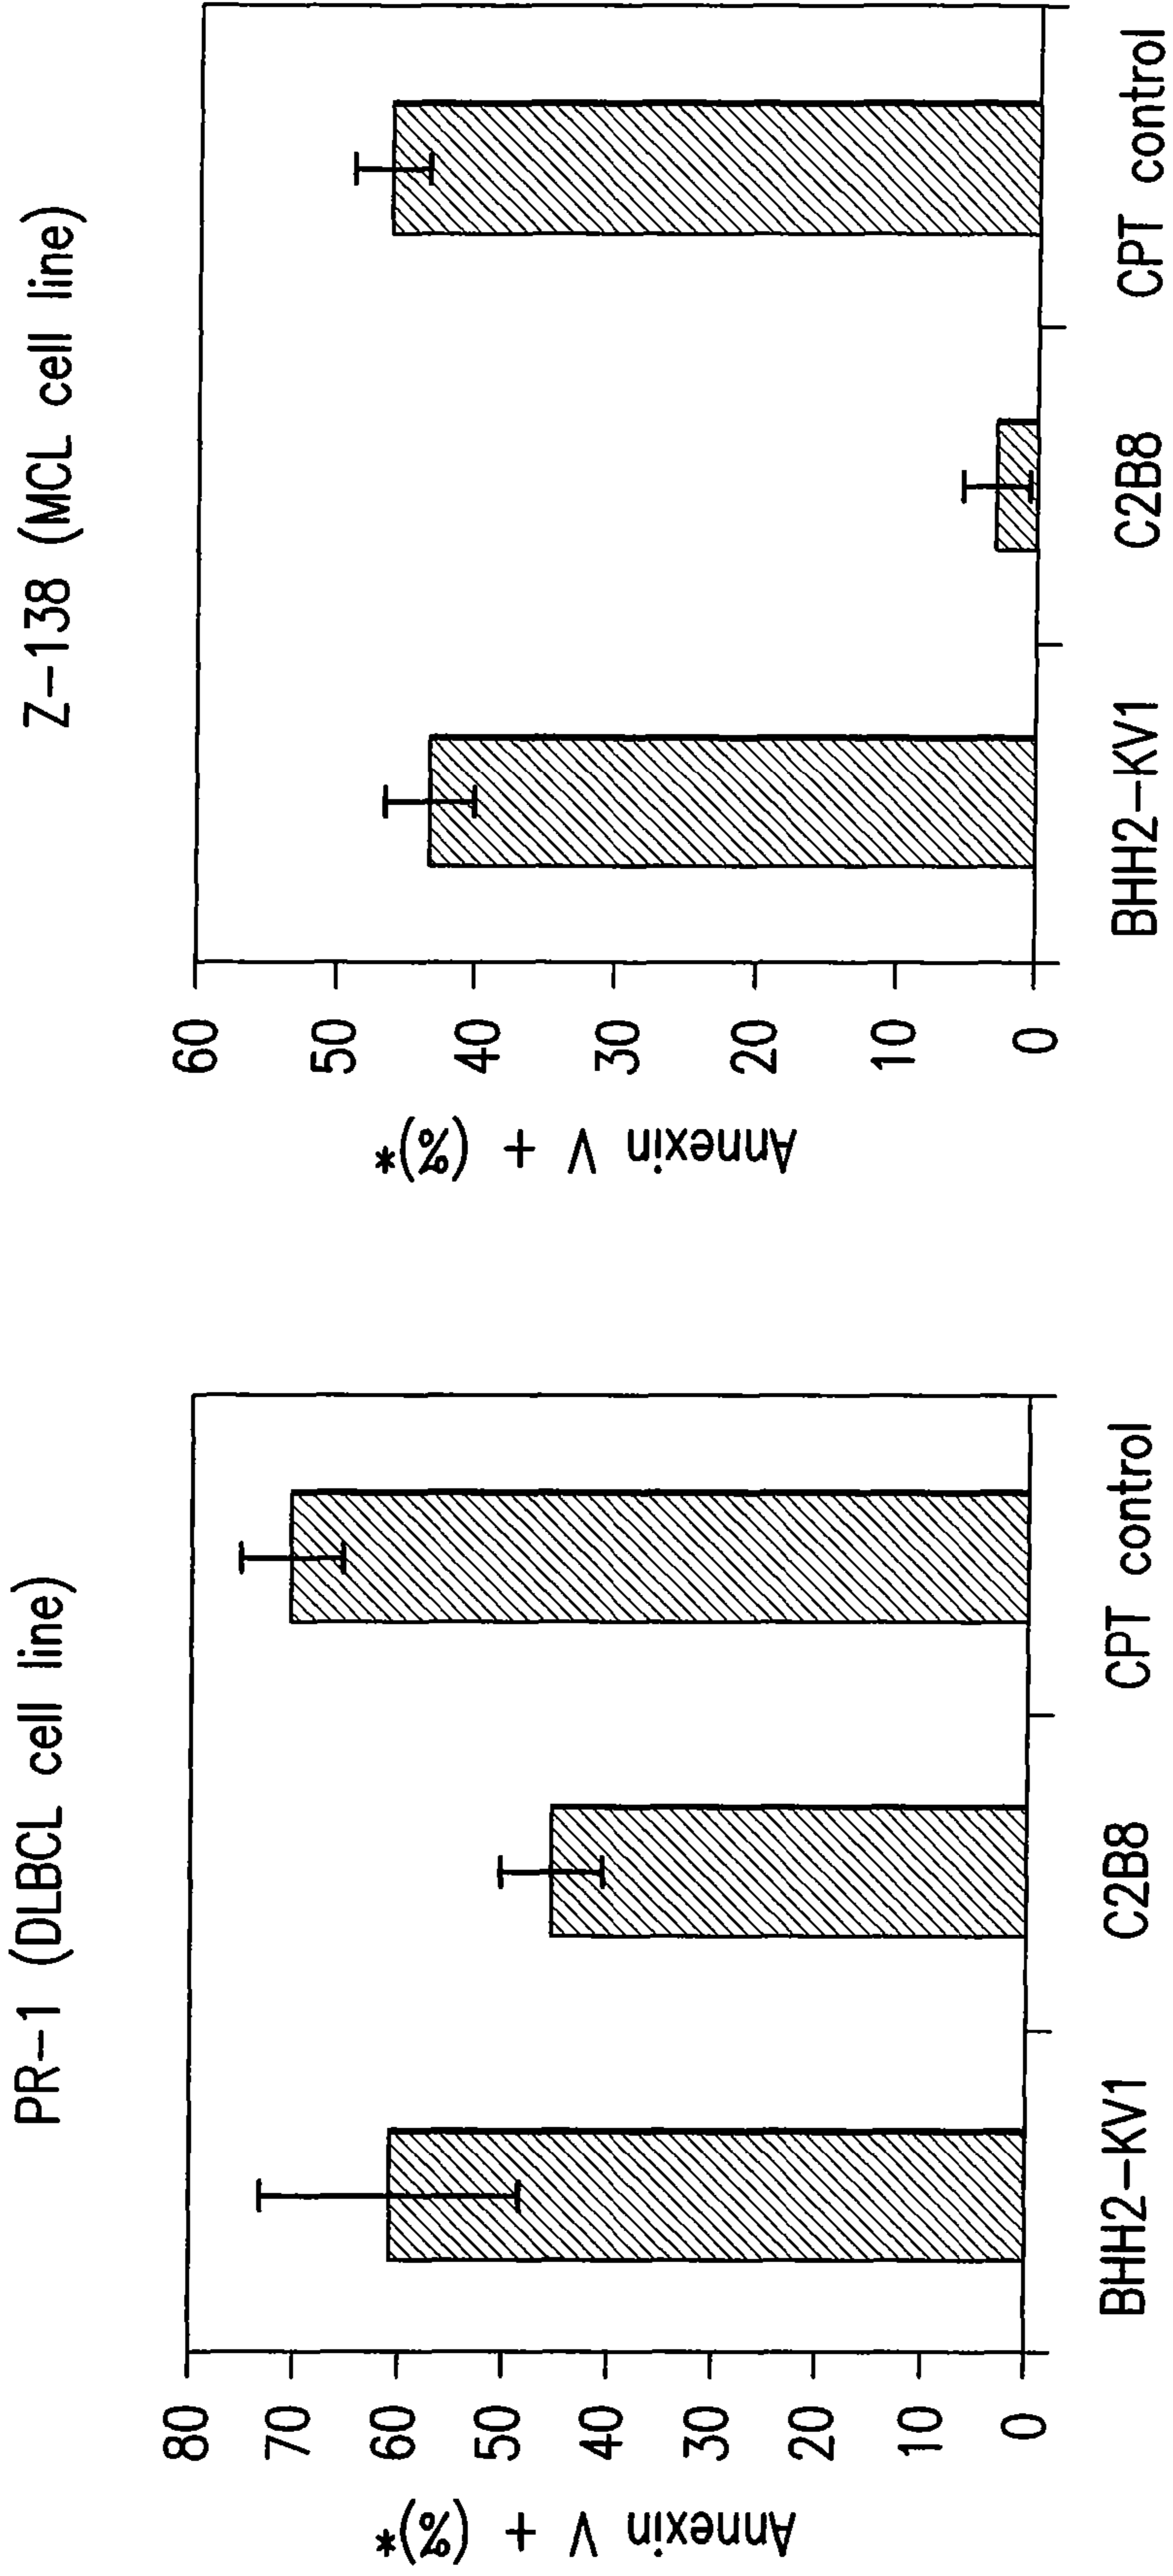 PR-1 (DLBCL cell line)
Annexin V + (%)*
80
70
60
50
40
30
20
10
0
BHH2-KV1
C2B8
CPT control
Z-138 (MCL cell line)
Annexin V + (%)*
60
50
40
30
20
10
0
BHH2-KV1
C2B8
CPT control